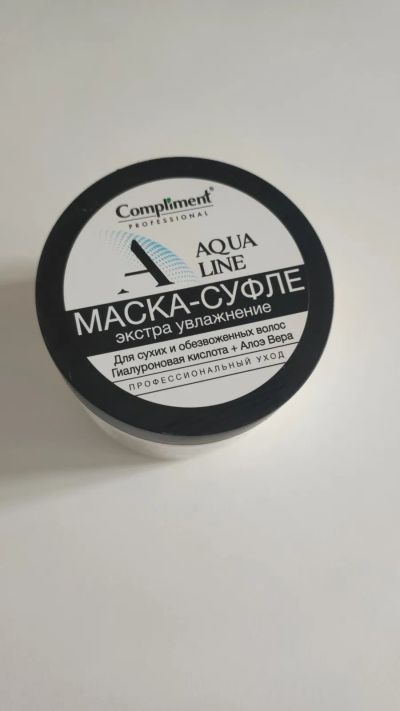 Compliment®
PROFESSIONAL
A
AQUA
LINE
МАСКА-СУФЛЕ
экстра увлажнение
Для сухих и обезвоженных волос
Гиалуроновая кислота + Алоэ Вера
ПРОФЕССИОНАЛЬНЫЙ УХОД